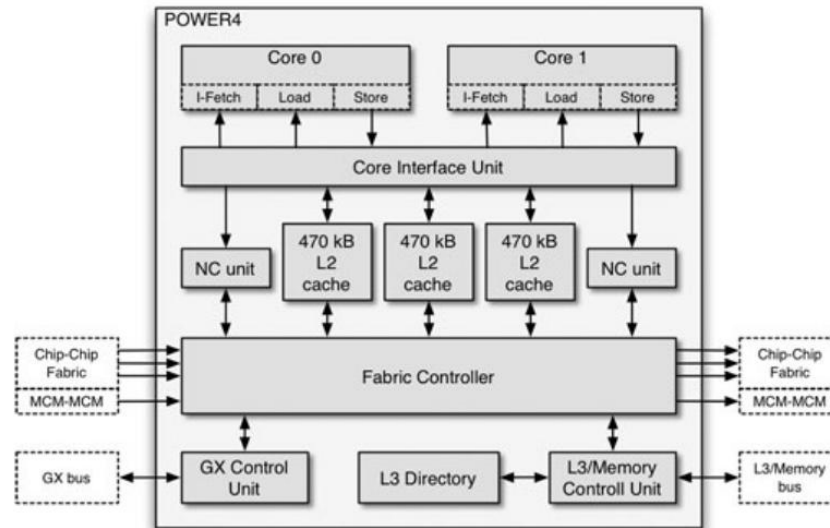 POWER4
Core 0
Core 1
I-Fetch
Load
Store
I-Fetch
Load
Store
Core Interface Unit
NC unit
470 kB
L2
cache
470 kB
L2
cache
470 kB
L2
cache
NC unit
Chip-Chip
Fabric
MCM-MCM
Fabric Controller
Chip-Chip
Fabric
MCM-MCM
GX bus
GX Control
Unit
L3 Directory
L3/Memory
Controll Unit
L3/Memory
bus